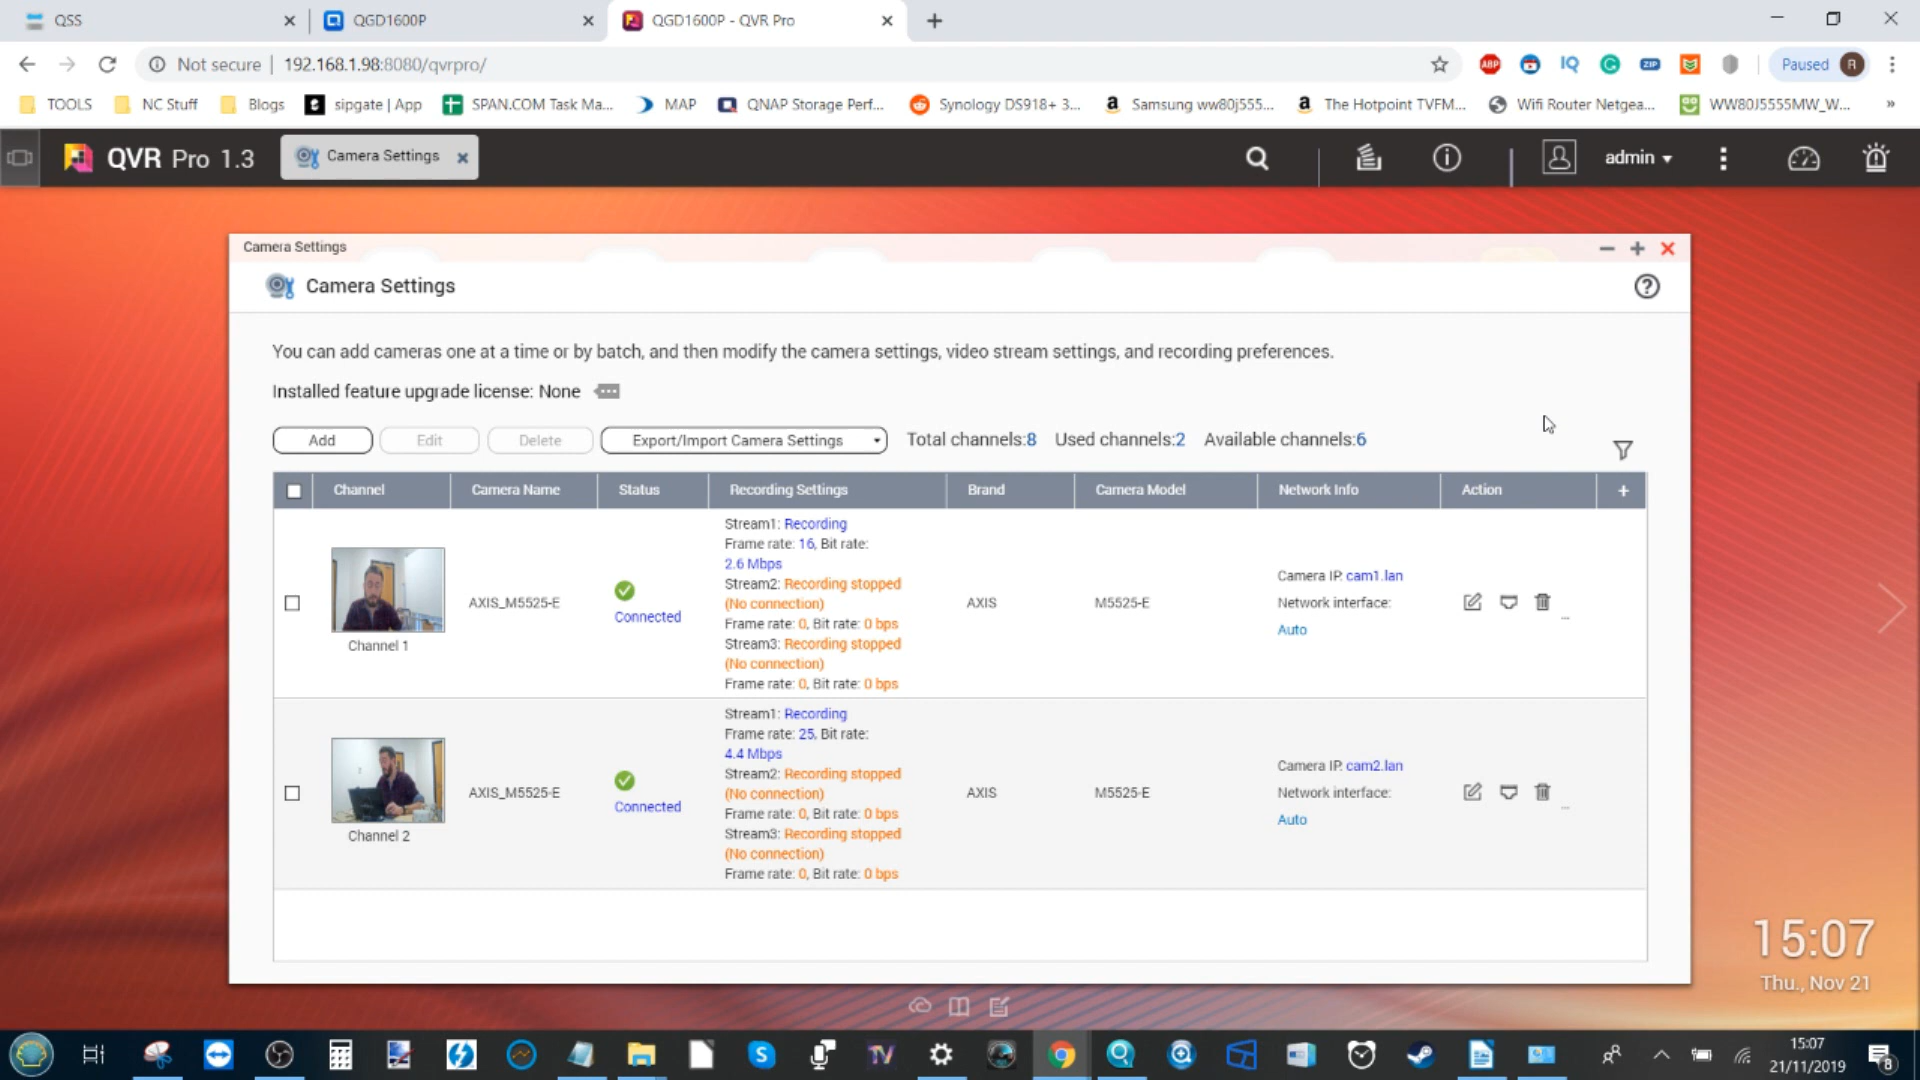 QSS
QGD1600P
QGD1600P - QVR Pro
Not secure
192.168.1.98:8080/qvrpro/
ABP
IQ
ZIP
Paused
R
TOOLS
NC Stuff
Blogs
sipgate | App
SPAN.COM Task Ma...
MAP
QNAP Storage Perf...
Synology DS918+ 3...
Samsung ww80j555...
The Hotpoint TVFM...
Wifi Router Netgea...
WW80J5555MW_W...
»
QVR Pro 1.3
Camera Settings
admin
Camera Settings
Camera Settings
You can add cameras one at a time or by batch, and then modify the camera settings, video stream settings, and recording preferences.
Installed feature upgrade license: None
Add
Edit
Delete
Export/Import Camera Settings
Total channels:8
Used channels:2
Available channels:6
Channel
Camera Name
Status
Recording Settings
Brand
Camera Model
Network Info
Action
+
Channel 1
AXIS_M5525-E
Connected
Stream1: Recording
Frame rate: 16, Bit rate:
2.6 Mbps
Stream2: Recording stopped
(No connection)
Frame rate: 0, Bit rate: 0 bps
Stream3: Recording stopped
(No connection)
Frame rate: 0, Bit rate: 0 bps
AXIS
M5525-E
Camera IP: cam1.lan
Network interface:
Auto
...
Channel 2
AXIS_M5525-E
Connected
Stream1: Recording
Frame rate: 25, Bit rate:
4.4 Mbps
Stream2: Recording stopped
(No connection)
Frame rate: 0, Bit rate: 0 bps
Stream3: Recording stopped
(No connection)
Frame rate: 0, Bit rate: 0 bps
AXIS
M5525-E
Camera IP: cam2.lan
Network interface:
Auto
...
15:07
Thu., Nov 21
15:07
21/11/2019
8